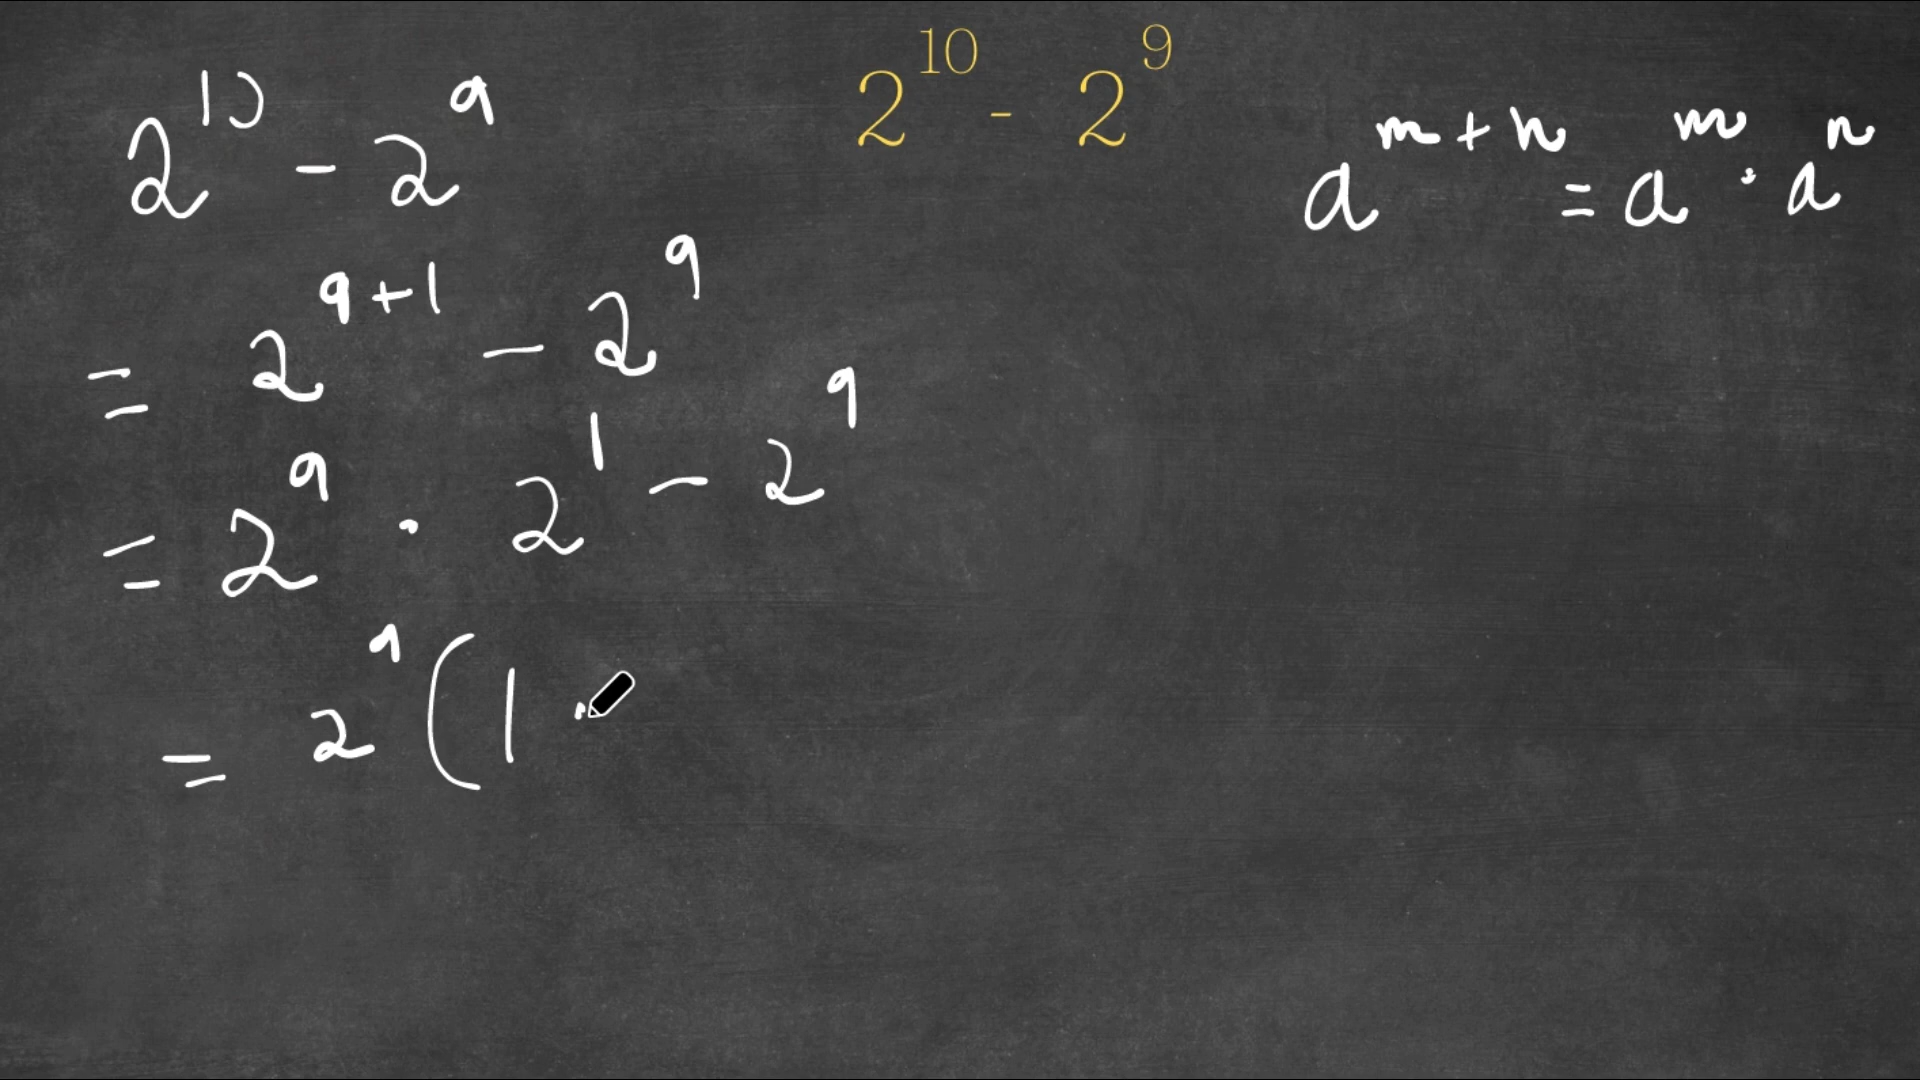 2^10 - 2^9
2^10 - 2^9
a^m+n = a^m · a^n
= 2^9+1 - 2^9
= 2^9 · 2^1 - 2^9
= 2^9 (1